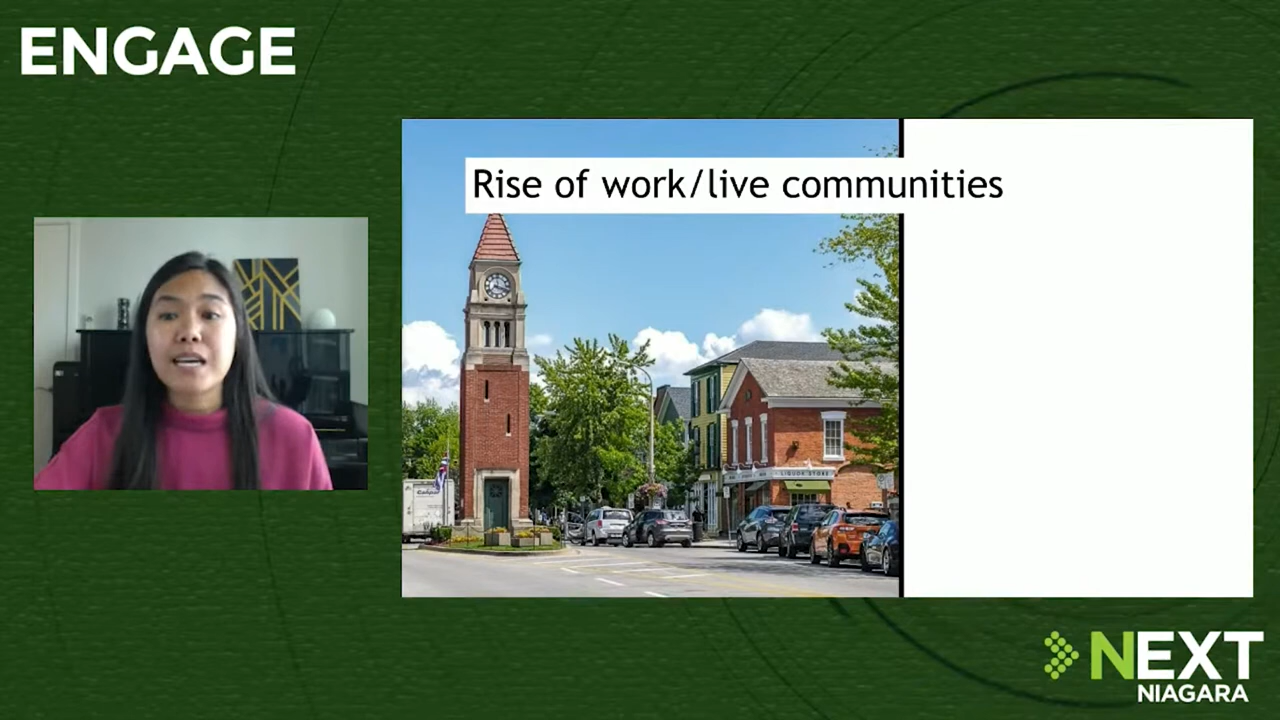 ENGAGE
Rise of work/live communities
LIQUOR STORE
NEXT
NIAGARA